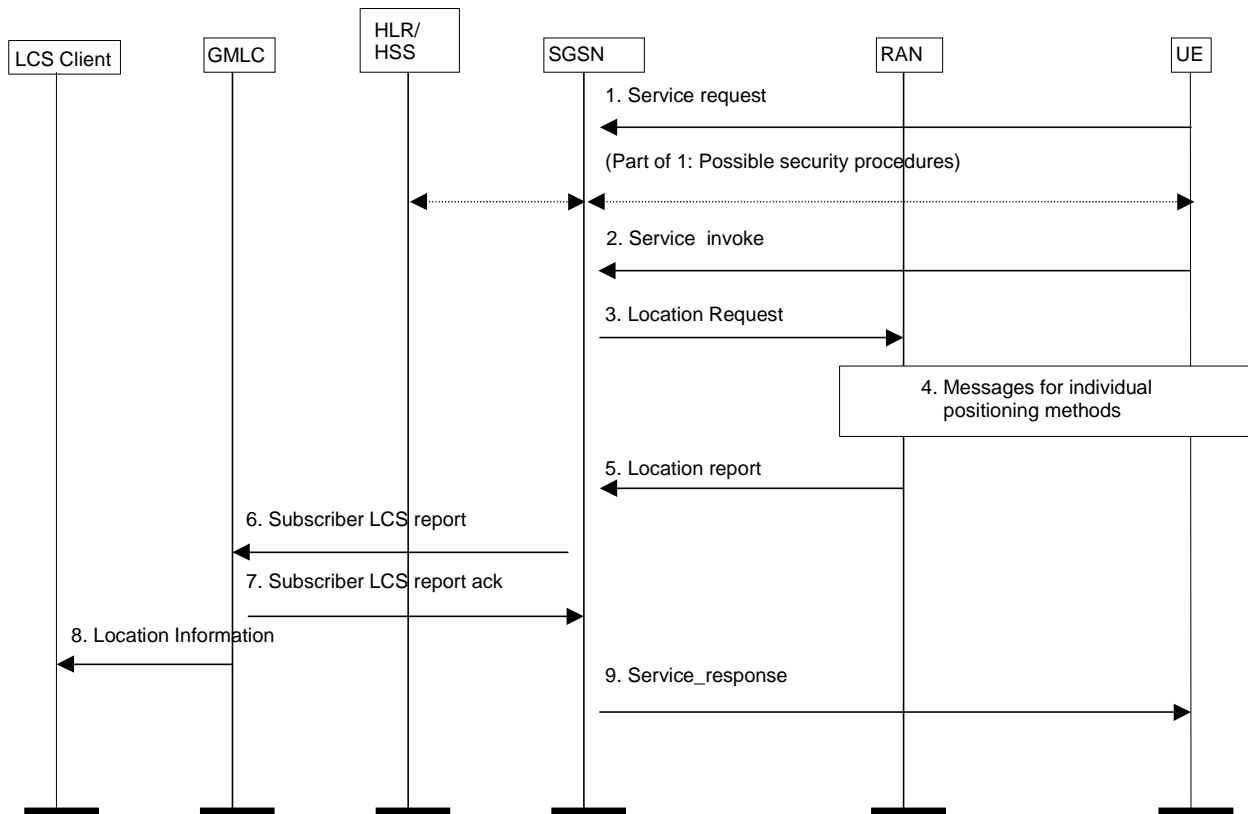 LCS Client
GMLC
HLR/
HSS
SGSN
RAN
UE
1. Service request
(Part of 1: Possible security procedures)
2. Service invoke
3. Location Request
4. Messages for individual
positioning methods
5. Location report
6. Subscriber LCS report
7. Subscriber LCS report ack
8. Location Information
9. Service_response